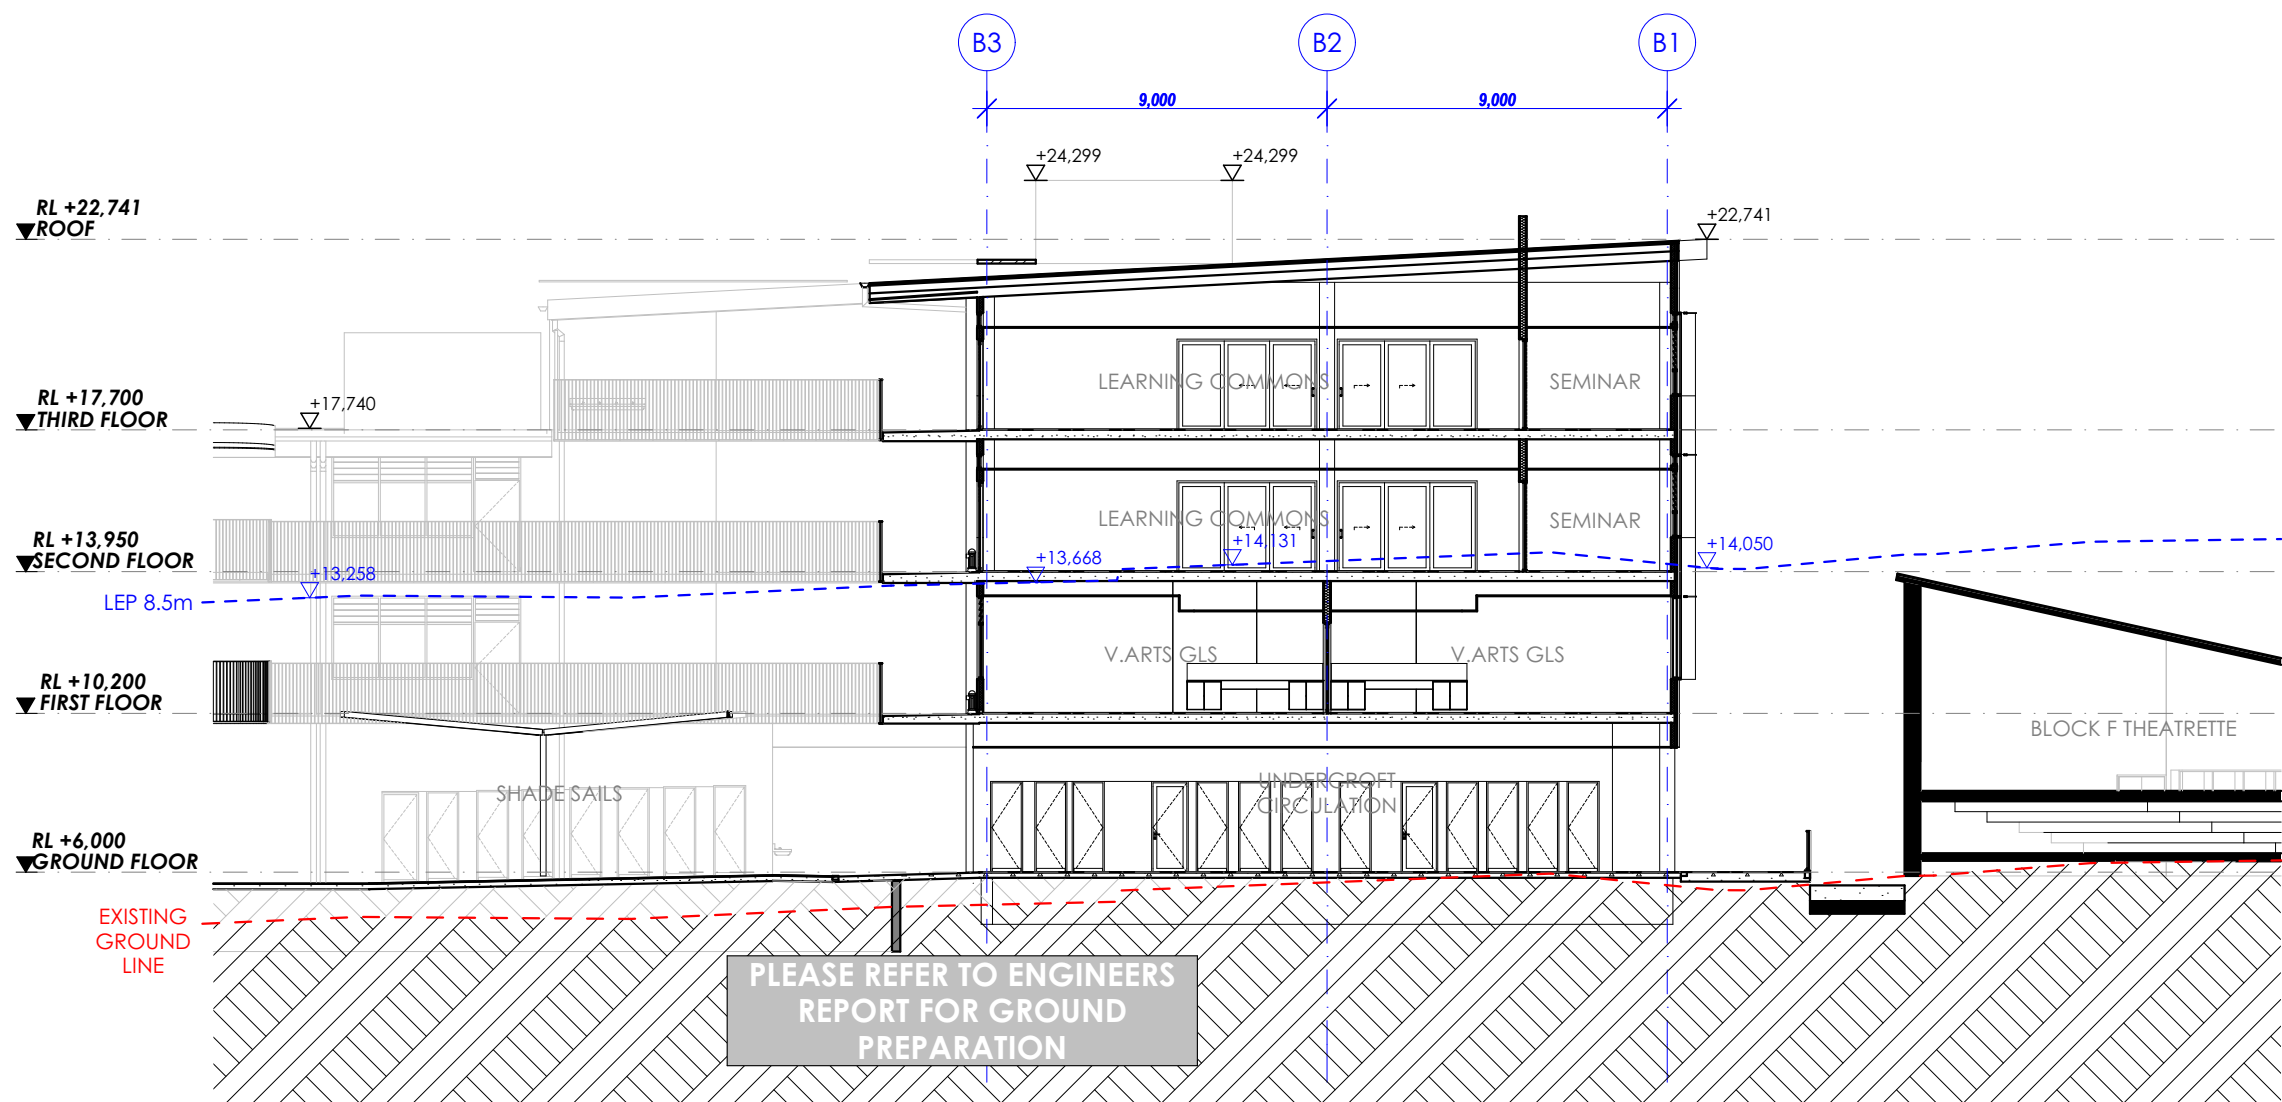 B3
B2
B1
9,000
9,000
+24,299
+24,299
RL +22,741
ROOF
+22,741
RL +17,700
THIRD FLOOR
+17,740
LEARNING COMMONS
SEMINAR
RL +13,950
SECOND FLOOR
LEARNING COMMONS
SEMINAR
+13,258
+13,668
+14,131
+14,050
LEP 8.5m
V.ARTS GLS
V.ARTS GLS
RL +10,200
FIRST FLOOR
BLOCK F THEATRETTE
SHADE SAILS
UNDERCROFT
CIRCULATION
RL +6,000
GROUND FLOOR
EXISTING
GROUND
LINE
PLEASE REFER TO ENGINEERS
REPORT FOR GROUND
PREPARATION